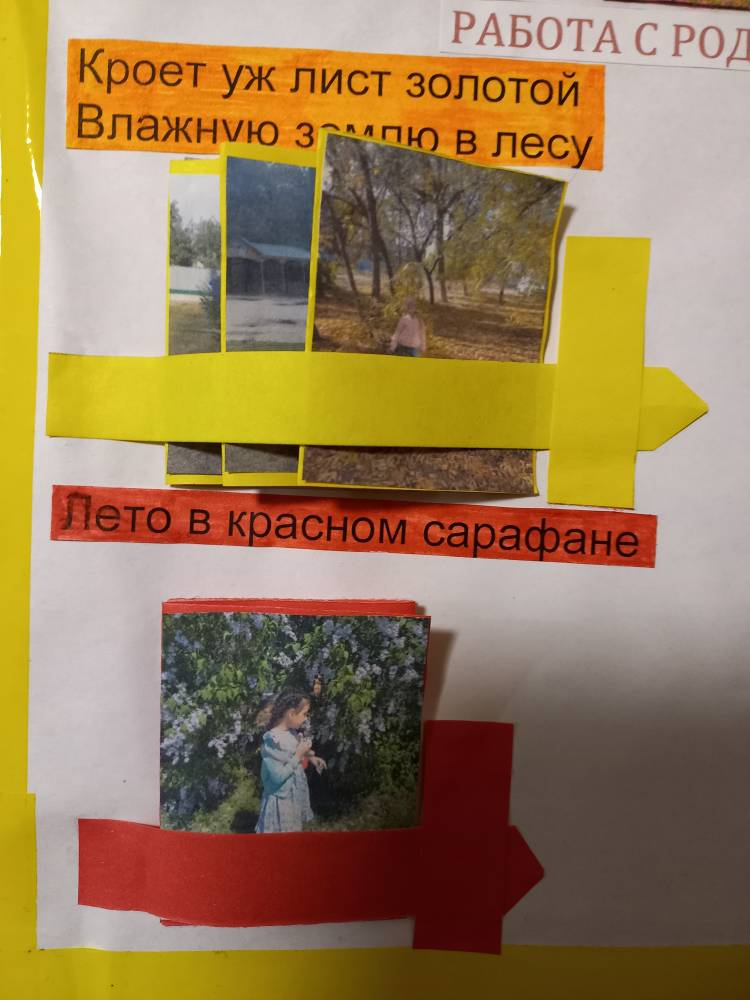 РАБОТА С РОД
Кроет уж лист золотой
Влажную землю в лесу
Лето в красном сарафане